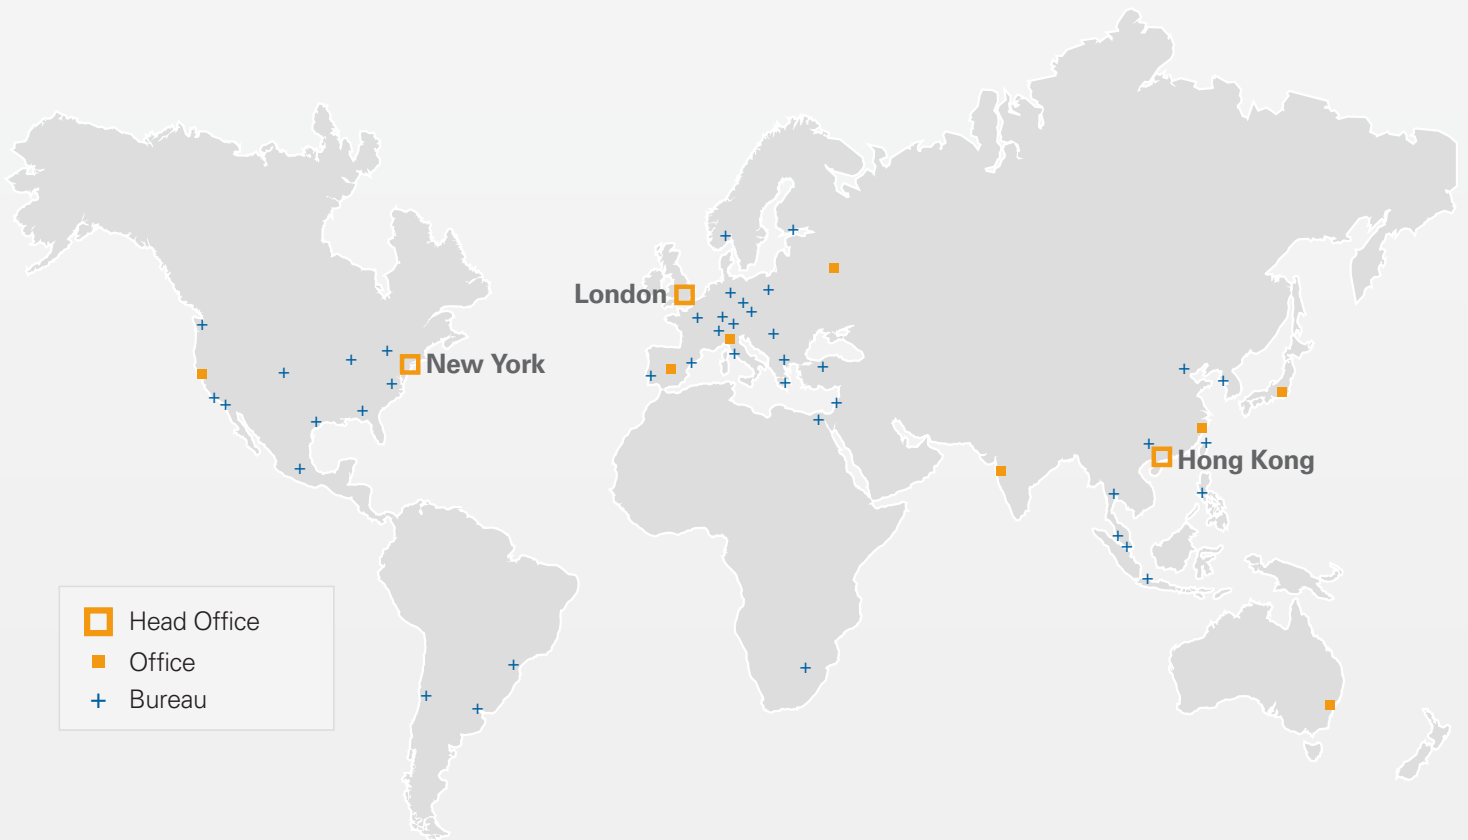 London
New York
Hong Kong
Head Office
Office
Bureau